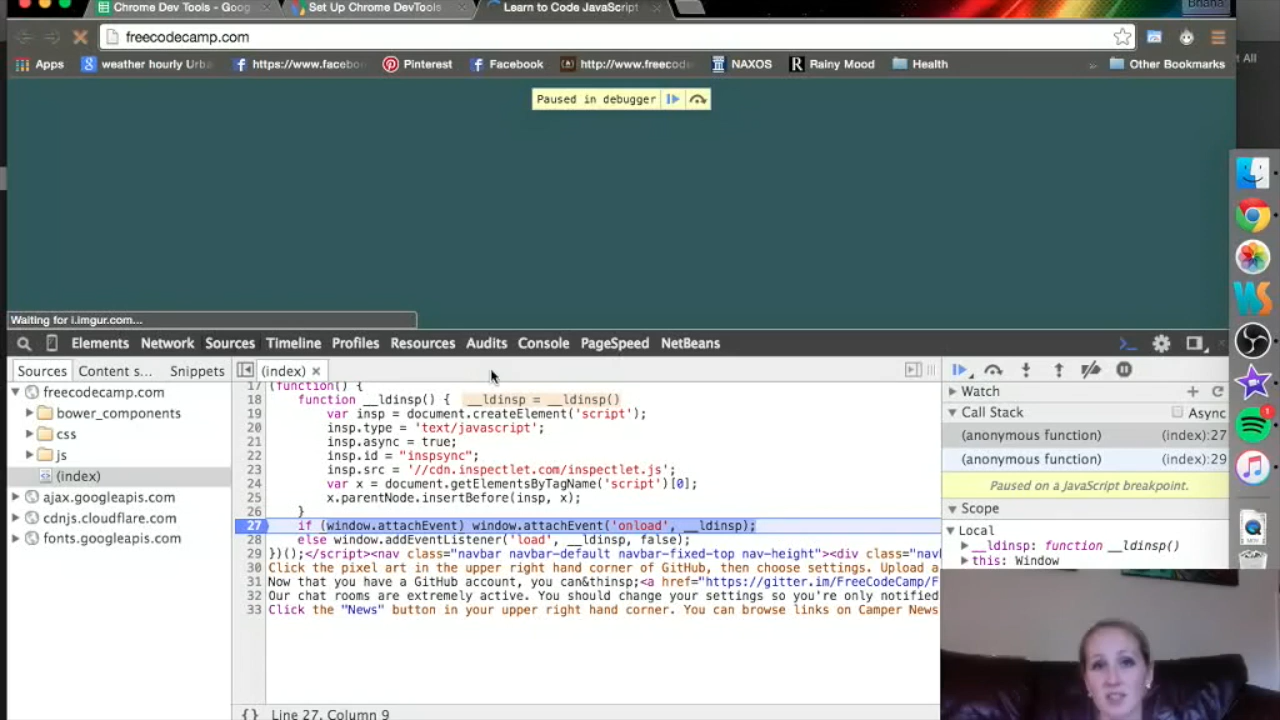 Chrome Dev Tools - Goog
Set Up Chrome DevTools
Learn to Code JavaScript
Briana
freecodecamp.com
Apps
weather hourly Urba
https://www.facebo
Pinterest
Facebook
http://www.freecod
NAXOS
Rainy Mood
Health
»
Other Bookmarks
t All
Paused in debugger
Waiting for i.imgur.com...
Elements Network Sources Timeline Profiles Resources Audits Console PageSpeed NetBeans
Sources Content s... Snippets
(index) ×
freecodecamp.com
bower_components
css
js
(index)
ajax.googleapis.com
cdnjs.cloudflare.com
fonts.googleapis.com
17 (function() {
18 function __ldinsp() { __ldinsp = __ldinsp()
19 var insp = document.createElement('script');
20 insp.type = 'text/javascript';
21 insp.async = true;
22 insp.id = "inspsync";
23 insp.src = '//cdn.inspectlet.com/inspectlet.js';
24 var x = document.getElementsByTagName('script')[0];
25 x.parentNode.insertBefore(insp, x);
26 }
27 if (window.attachEvent) window.attachEvent('onload', __ldinsp);
28 else window.addEventListener('load', __ldinsp, false);
29 })();</script><nav class="navbar navbar-default navbar-fixed-top nav-height"><div class="nav
30 Click the pixel art in the upper right hand corner of GitHub, then choose settings. Upload a
31 Now that you have a GitHub account, you can&thinsp;<a href="https://gitter.im/FreeCodeCamp/F
32 Our chat rooms are extremely active. You should change your settings so you're only notified
33 Click the "News" button in your upper right hand corner. You can browse links on Camper News
{} Line 27, Column 9
Watch
Call Stack Async
(anonymous function) (index):27
(anonymous function) (index):29
Paused on a JavaScript breakpoint.
Scope
Local
__ldinsp: function __ldinsp()
this: Window
WS
1